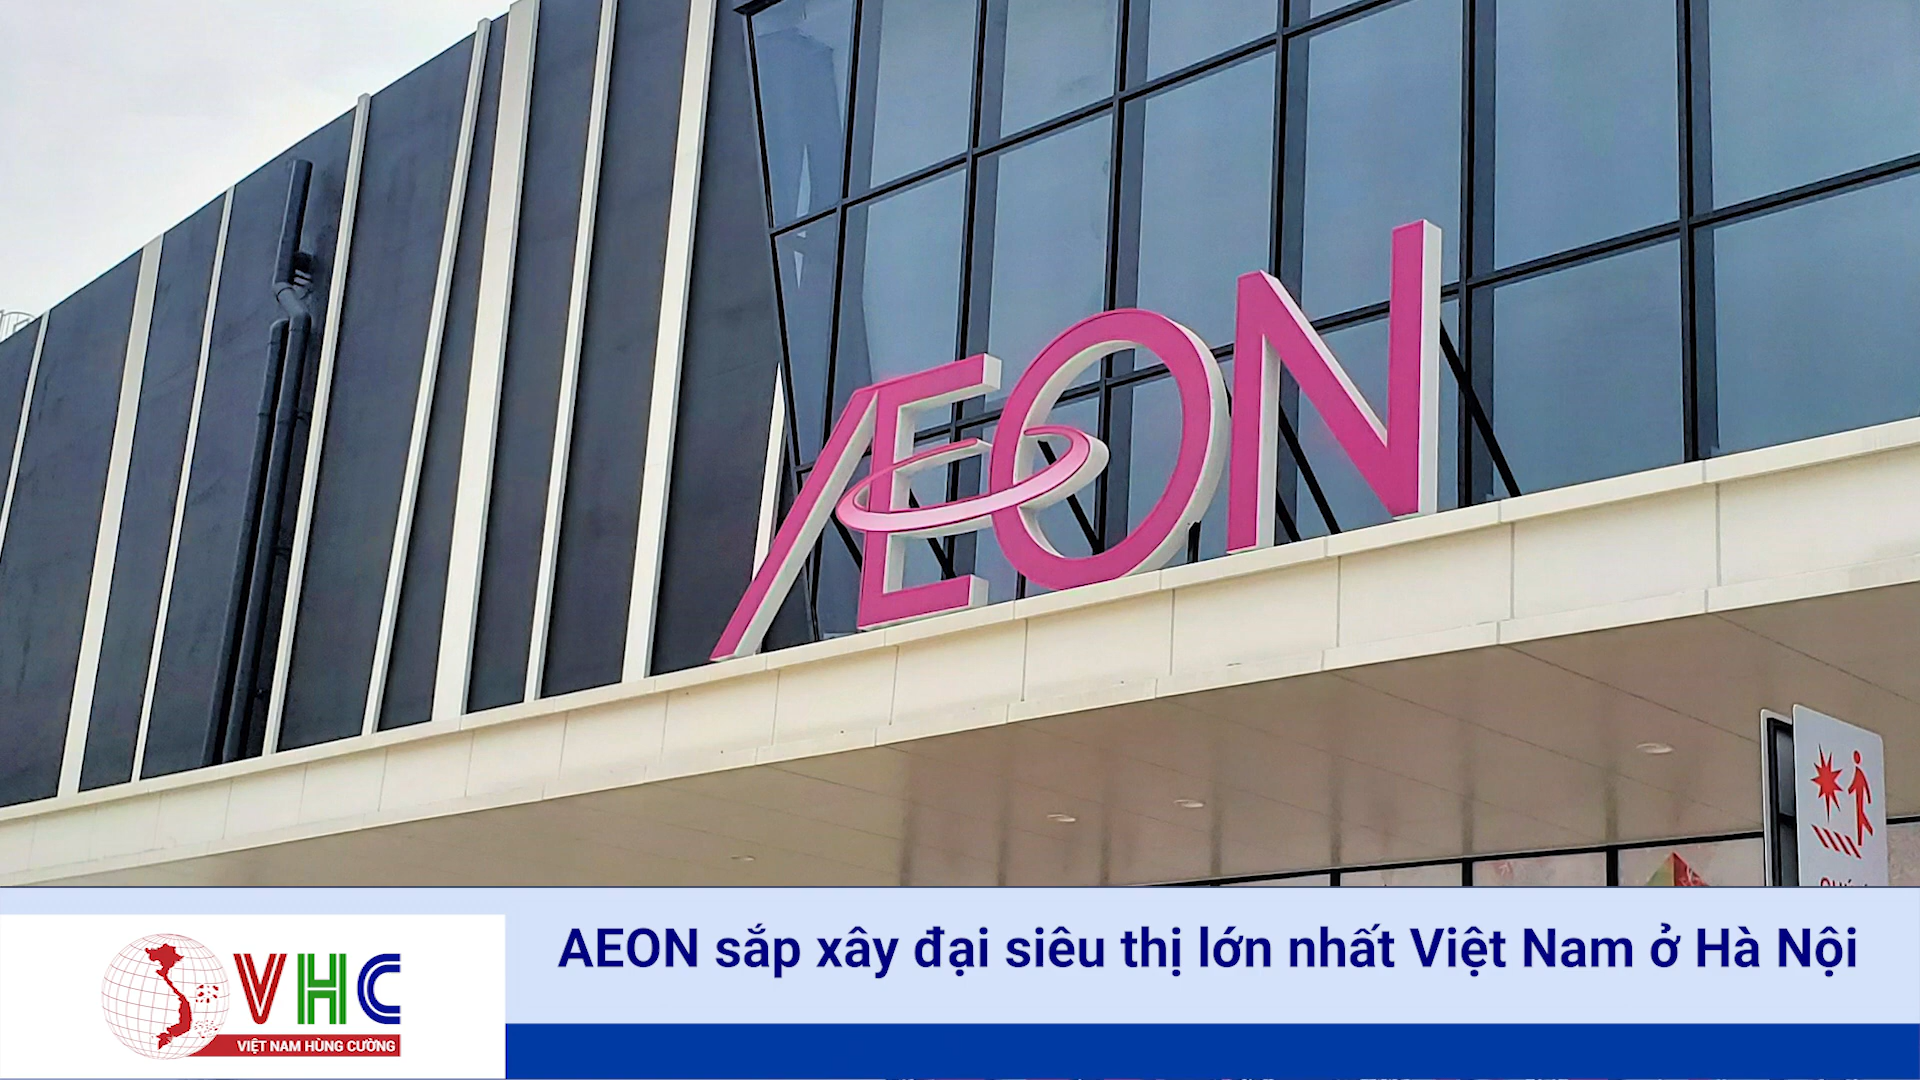 AEON
AEON sắp xây đại siêu thị lớn nhất Việt Nam ở Hà Nội
VHC
VIỆT NAM HÙNG CƯỜNG